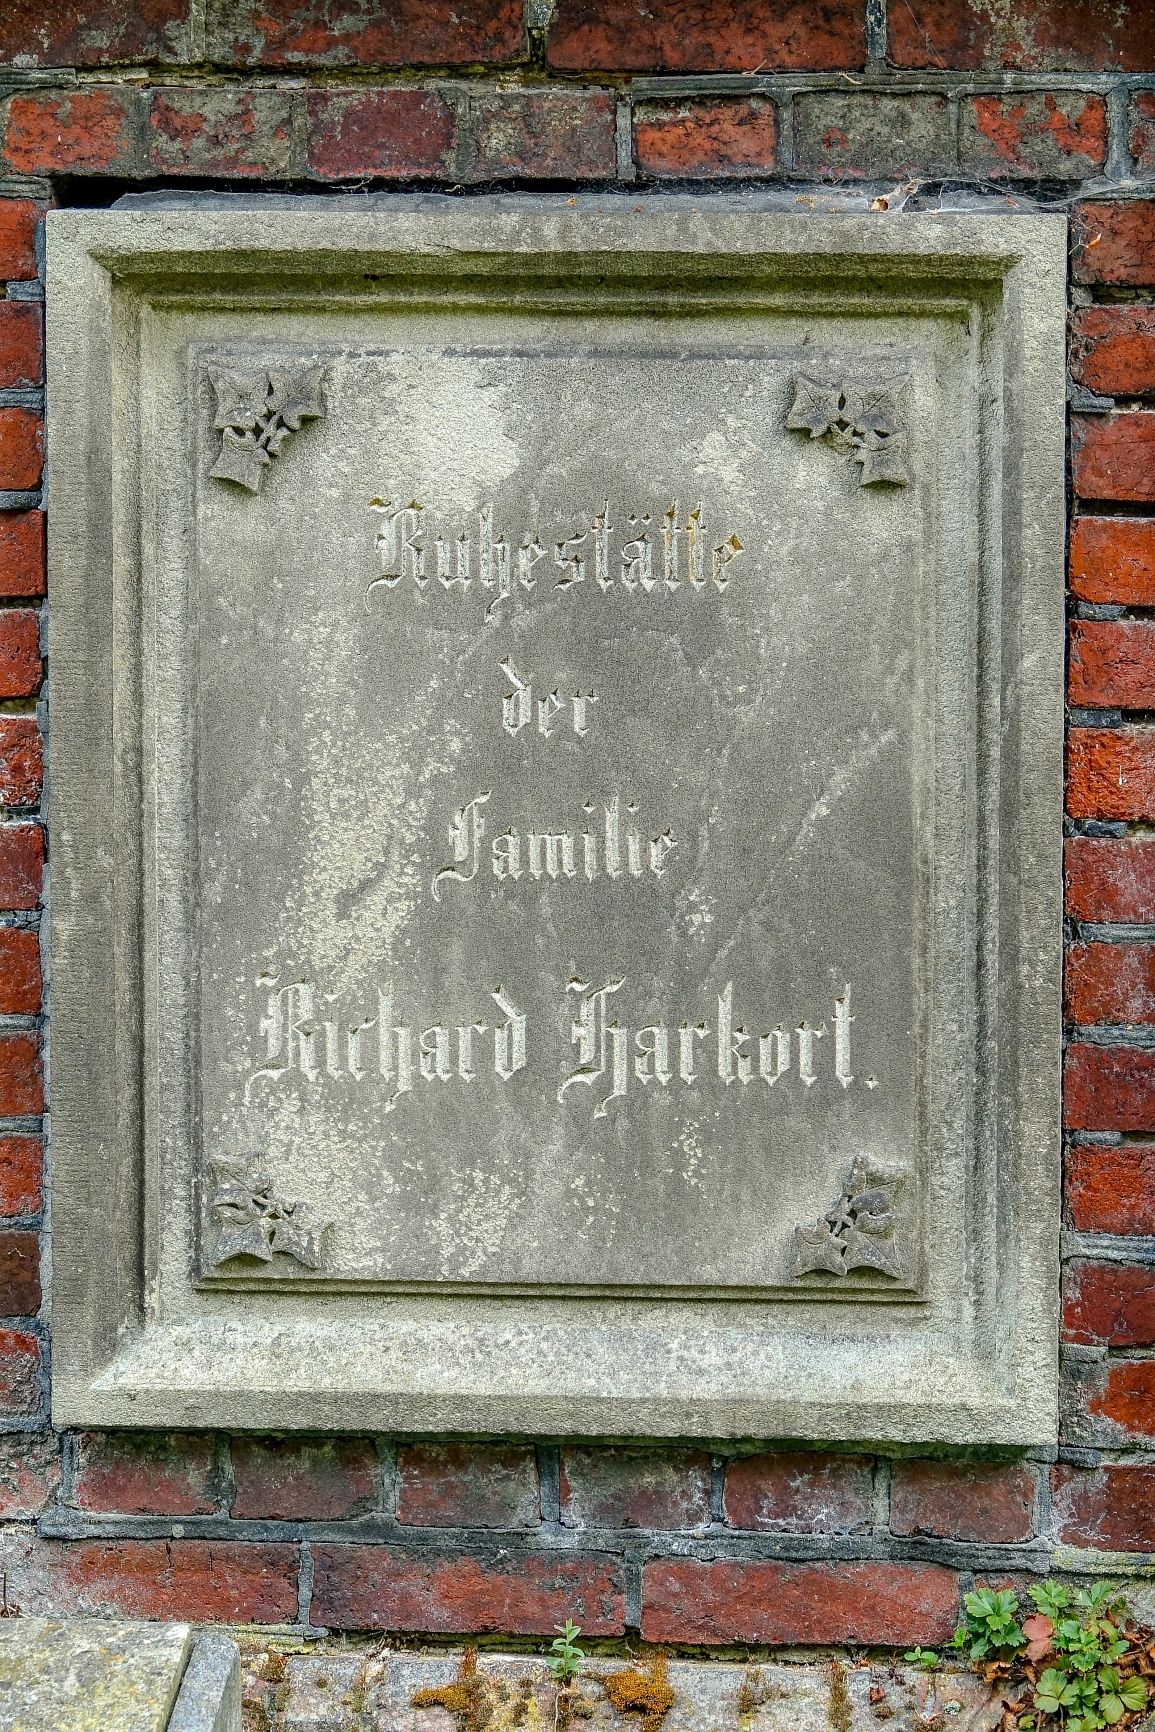 Ruhestätte
der
Familie
Richard Harkort.